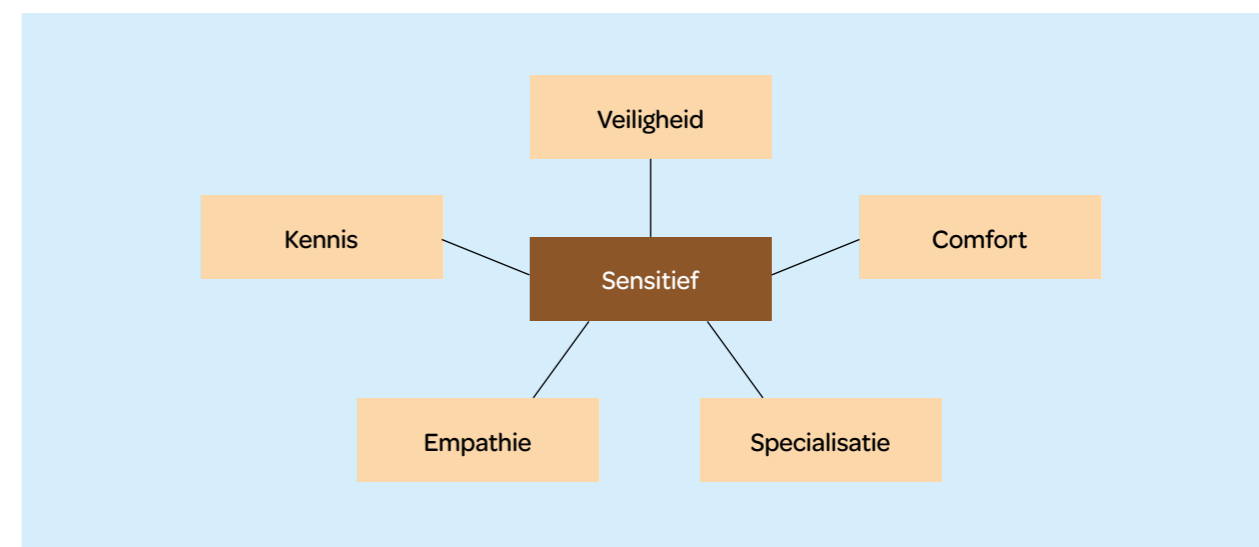 Veiligheid
Kennis
Comfort
Sensitief
Empathie
Specialisatie